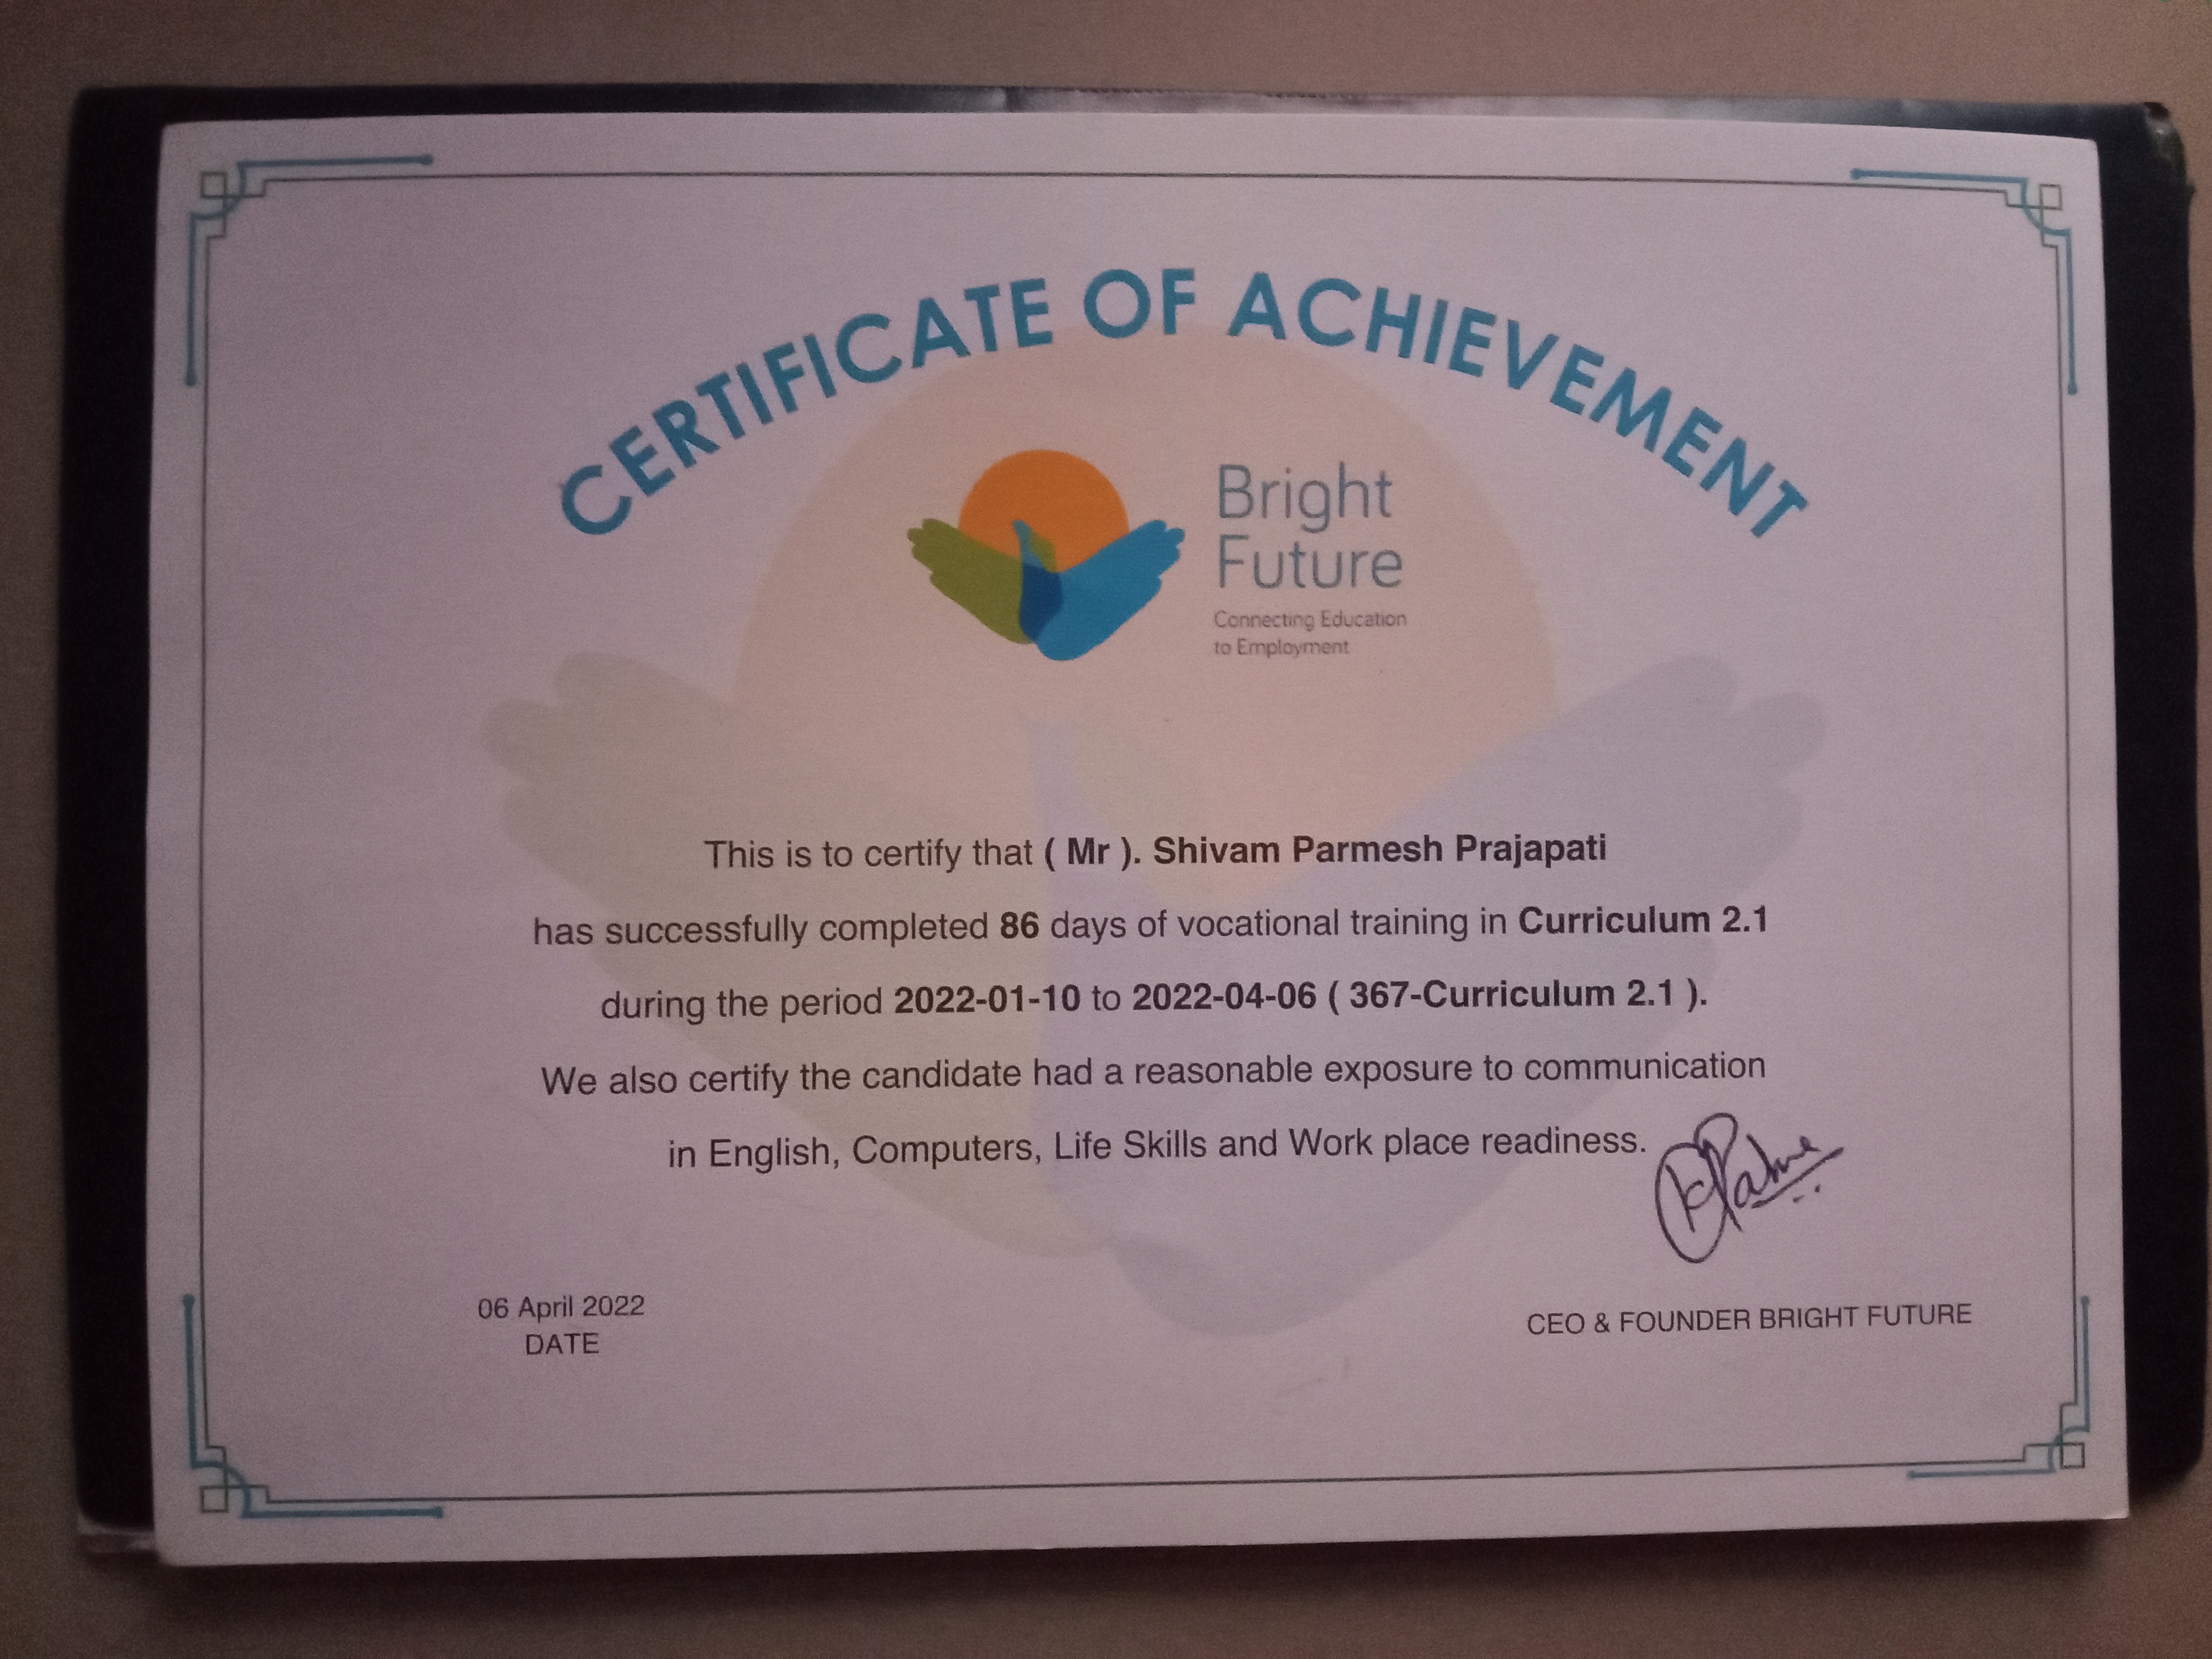 CERTIFICATE OF ACHIEVEMENT
Bright
Future
Connecting Education
to Employment
This is to certify that ( Mr ). Shivam Parmesh Prajapati
has successfully completed 86 days of vocational training in Curriculum 2.1
during the period 2022-01-10 to 2022-04-06 ( 367-Curriculum 2.1 ).
We also certify the candidate had a reasonable exposure to communication
in English, Computers, Life Skills and Work place readiness.
06 April 2022
DATE
CEO & FOUNDER BRIGHT FUTURE